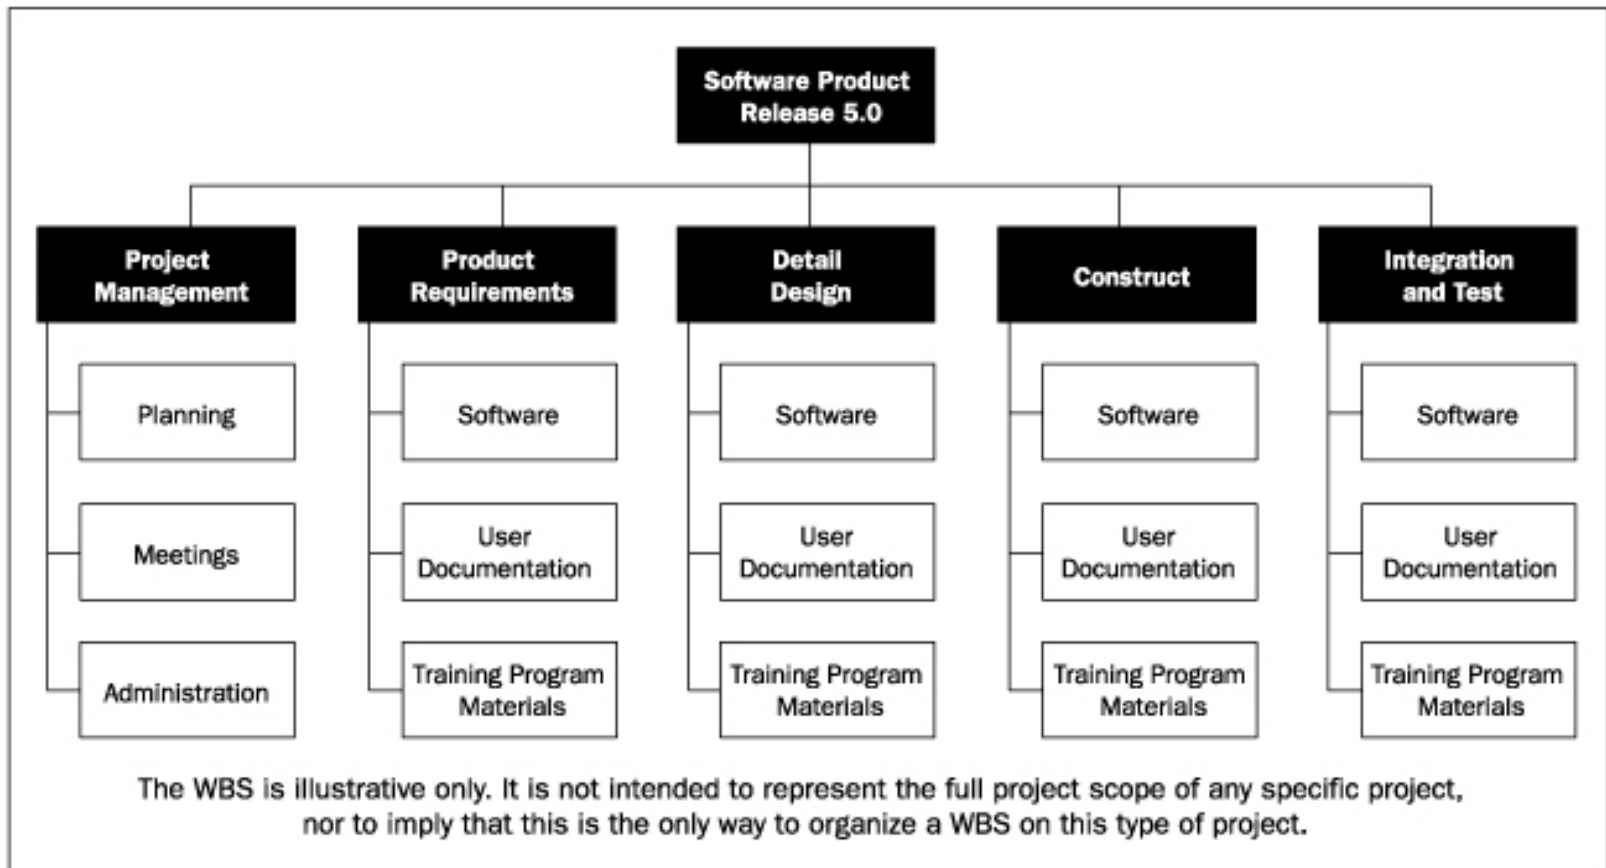 Software Product
Release 5.0
Project
Management
Product
Requirements
Detail
Design
Construct
Integration
and Test
Planning
Software
Software
Software
Software
Meetings
User
Documentation
User
Documentation
User
Documentation
User
Documentation
Administration
Training Program
Materials
Training Program
Materials
Training Program
Materials
Training Program
Materials
The WBS is illustrative only. It is not intended to represent the full project scope of any specific project,
nor to imply that this is the only way to organize a WBS on this type of project.